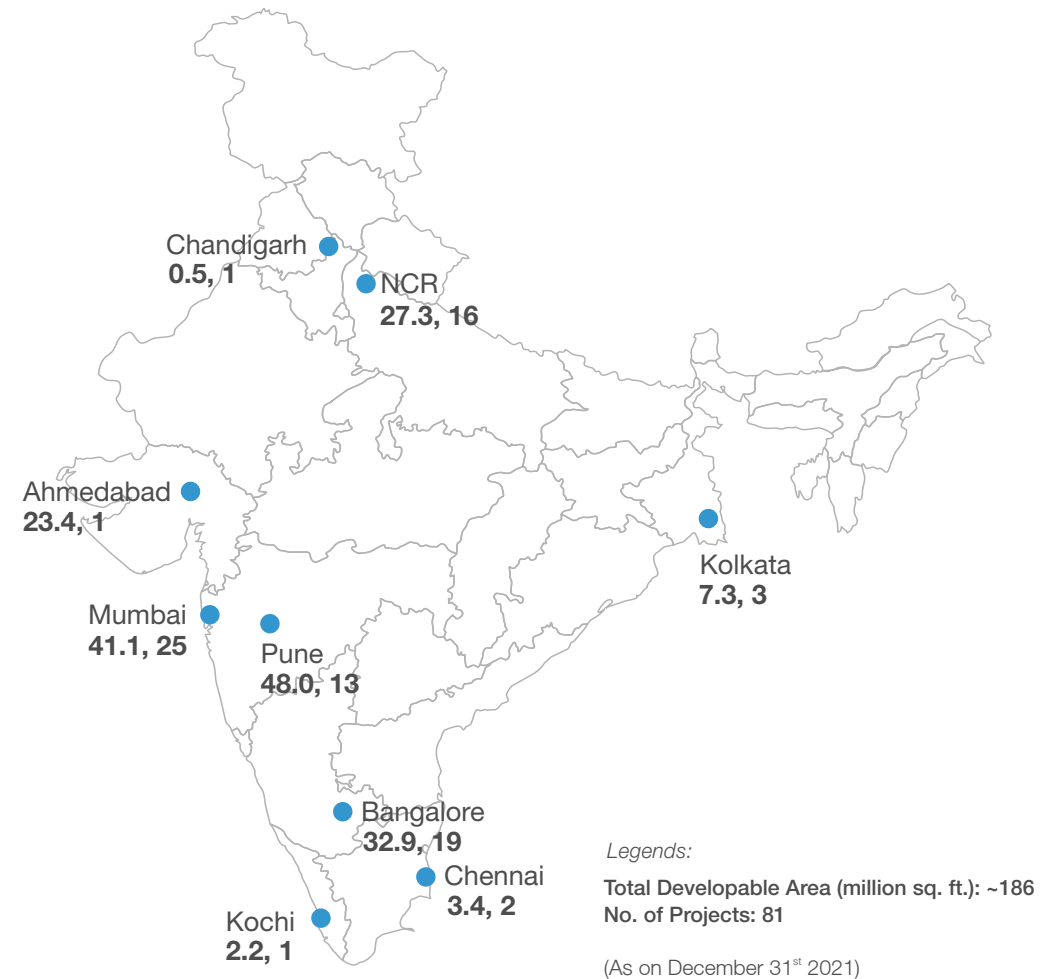 Chandigarh
0.5, 1
NCR
27.3, 16
Ahmedabad
23.4, 1
Kolkata
7.3, 3
Mumbai
41.1, 25
Pune
48.0, 13
Bangalore
32.9, 19
Chennai
3.4, 2
Kochi
2.2, 1
Legends:
Total Developable Area (million sq. ft.): ~186
No. of Projects: 81
(As on December 31st 2021)